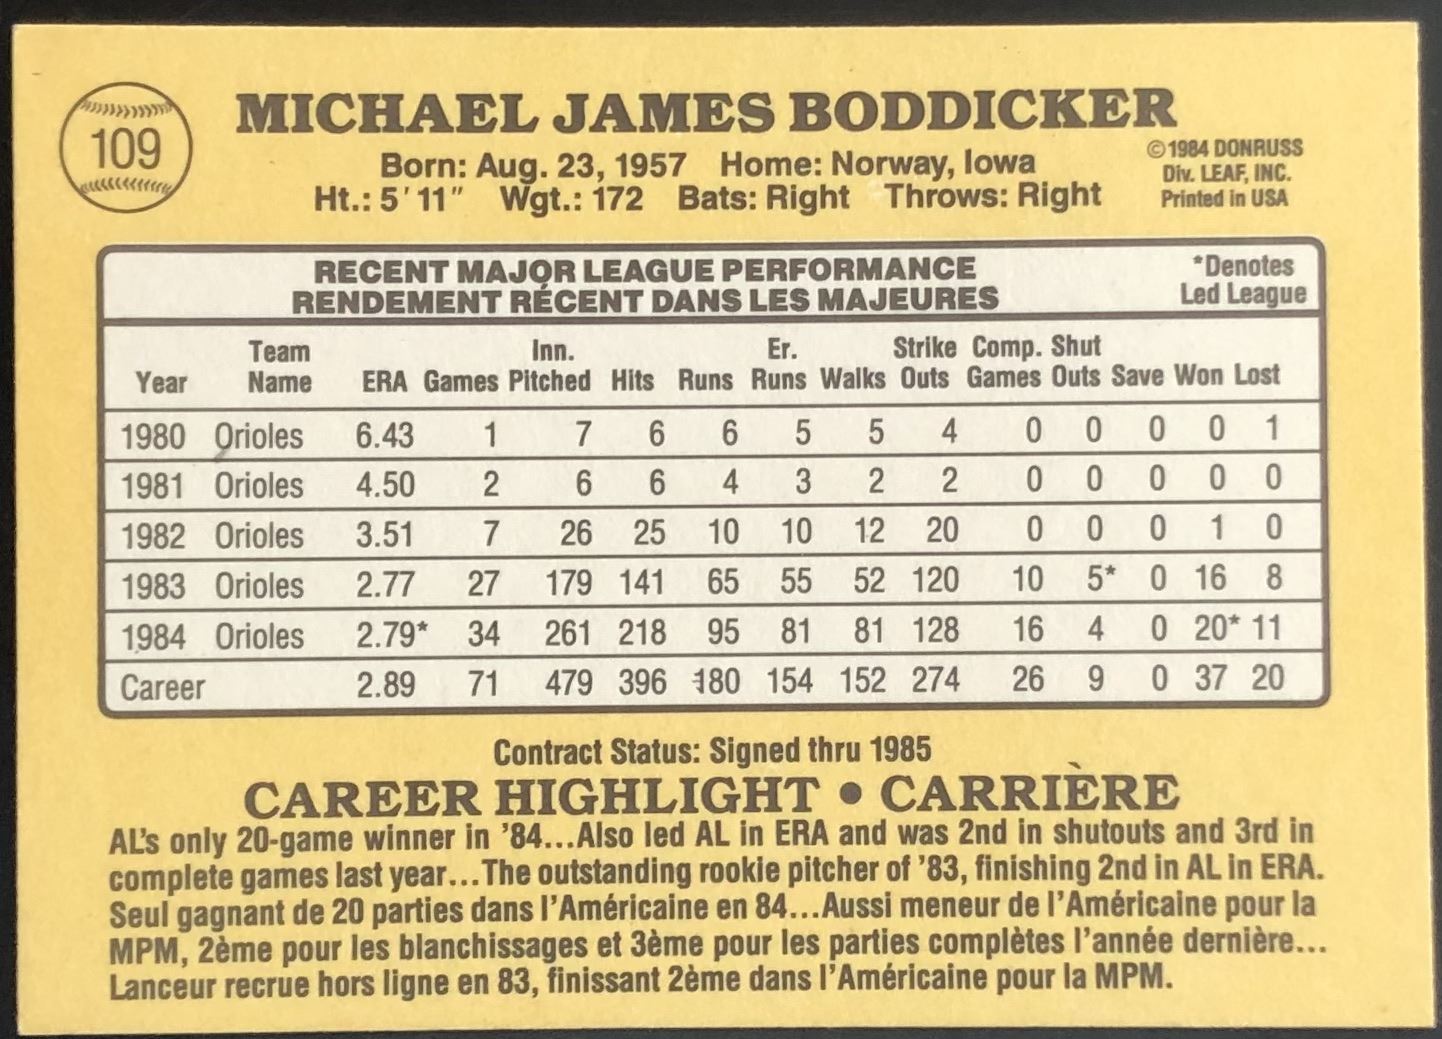 109
MICHAEL JAMES BODDICKER
Born: Aug. 23, 1957 Home: Norway, Iowa
Ht.: 5'11" Wgt.: 172 Bats: Right Throws: Right
©1984 DONRUSS
Div. LEAF, INC.
Printed in USA
RECENT MAJOR LEAGUE PERFORMANCE
RENDEMENT RÉCENT DANS LES MAJEURES
*Denotes
Led League
Year Team Name ERA Games Inn. Pitched Hits Runs Er. Runs Walks Strike Outs Comp. Games Shut Outs Save Won Lost
1980 Orioles 6.43 1 7 6 6 5 5 4 0 0 0 0 1
1981 Orioles 4.50 2 6 6 4 3 2 2 0 0 0 0 0
1982 Orioles 3.51 7 26 25 10 10 12 20 0 0 0 1 0
1983 Orioles 2.77 27 179 141 65 55 52 120 10 5* 0 16 8
1984 Orioles 2.79* 34 261 218 95 81 81 128 16 4 0 20* 11
Career 2.89 71 479 396 180 154 152 274 26 9 0 37 20
Contract Status: Signed thru 1985
CAREER HIGHLIGHT • CARRIÈRE
AL's only 20-game winner in '84...Also led AL in ERA and was 2nd in shutouts and 3rd in
complete games last year...The outstanding rookie pitcher of '83, finishing 2nd in AL in ERA.
Seul gagnant de 20 parties dans l'Américaine en 84...Aussi meneur de l'Américaine pour la
MPM, 2ème pour les blanchissages et 3ème pour les parties complètes l'année dernière...
Lanceur recrue hors ligne en 83, finissant 2ème dans l'Américaine pour la MPM.